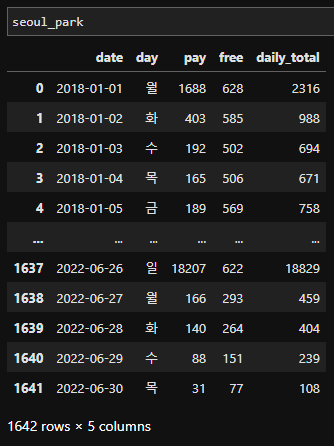 seoul_park
date day pay free daily_total
0 2018-01-01 월 1688 628 2316
1 2018-01-02 화 403 585 988
2 2018-01-03 수 192 502 694
3 2018-01-04 목 165 506 671
4 2018-01-05 금 189 569 758
... ... ... ... ... ...
1637 2022-06-26 일 18207 622 18829
1638 2022-06-27 월 166 293 459
1639 2022-06-28 화 140 264 404
1640 2022-06-29 수 88 151 239
1641 2022-06-30 목 31 77 108
1642 rows × 5 columns